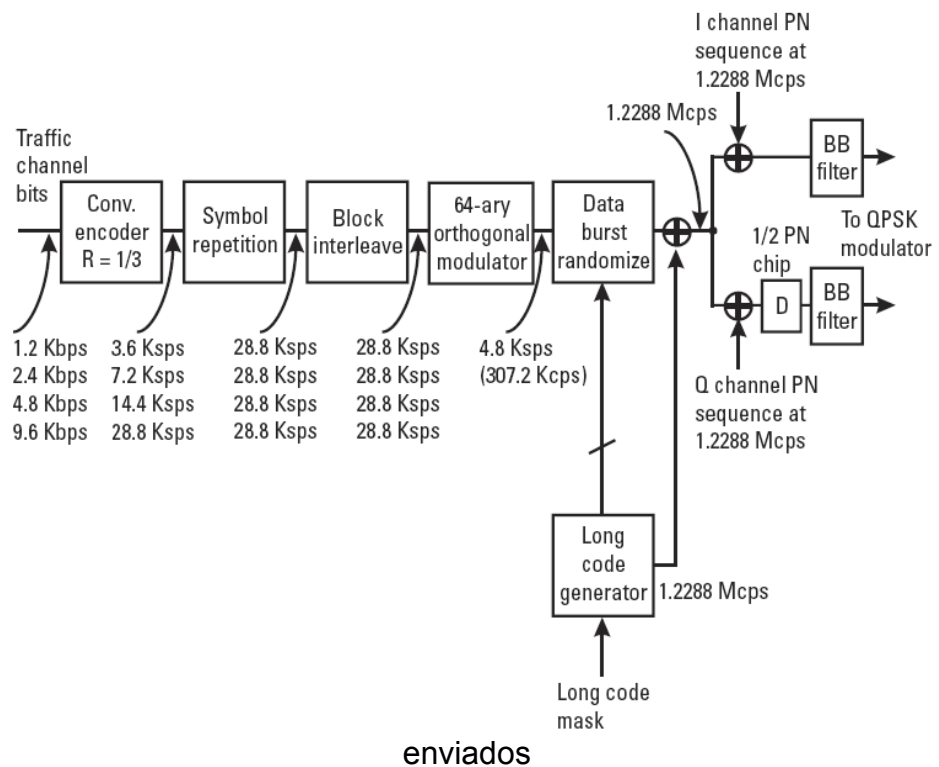 I channel PN
sequence at
1.2288 Mcps
1.2288 Mcps
Traffic
channel
bits
Conv.
encoder
R = 1/3
Symbol
repetition
Block
interleave
64-ary
orthogonal
modulator
Data
burst
randomize
BB
filter
To QPSK
modulator
1/2 PN
chip
D
BB
filter
1.2 Kbps
2.4 Kbps
4.8 Kbps
9.6 Kbps
3.6 Ksps
7.2 Ksps
14.4 Ksps
28.8 Ksps
28.8 Ksps
28.8 Ksps
28.8 Ksps
28.8 Ksps
28.8 Ksps
28.8 Ksps
28.8 Ksps
28.8 Ksps
4.8 Ksps
(307.2 Kcps)
Q channel PN
sequence at
1.2288 Mcps
Long
code
generator
1.2288 Mcps
Long code
mask
enviados